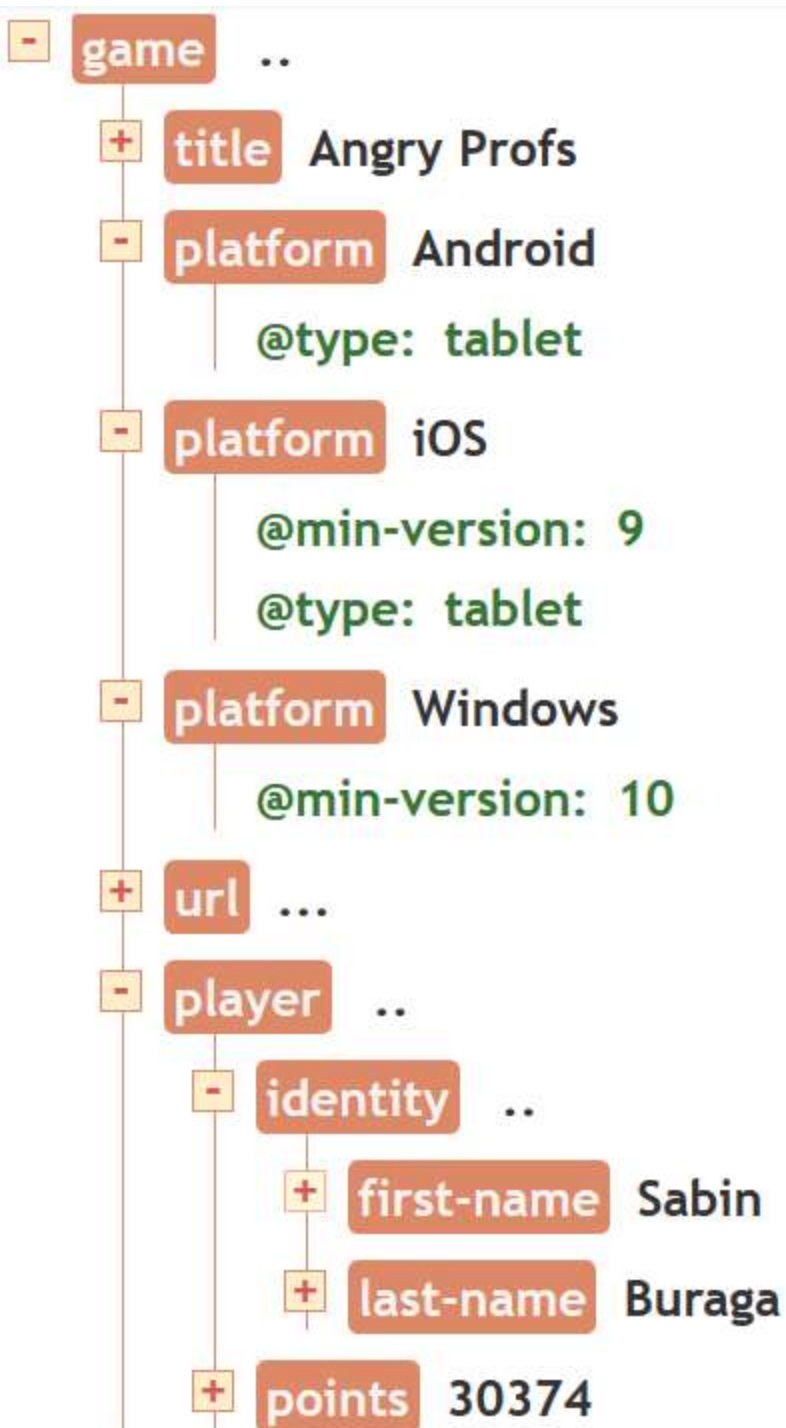 - game ..
+ title Angry Profs
- platform Android
@type: tablet
- platform iOS
@min-version: 9
@type: tablet
- platform Windows
@min-version: 10
+ url ...
- player ..
- identity ..
+ first-name Sabin
+ last-name Buraga
+ points 30374